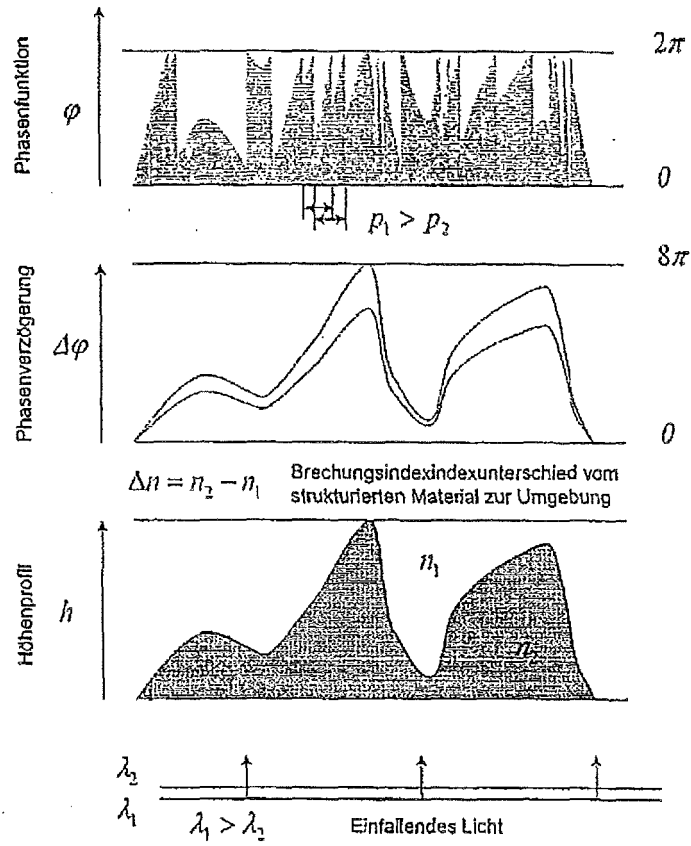 Phasenfunktion
φ
2π
0
p₁ > p₂
Phasenverzögerung
Δφ
8π
0
Δn = n₂ − n₁
Brechungsindexindexunterschied vom
strukturierten Material zur Umgebung
Höhenprofil
h
n₁
n₂
λ₂
λ₁
λ₁ > λ₂
Einfallendes Licht